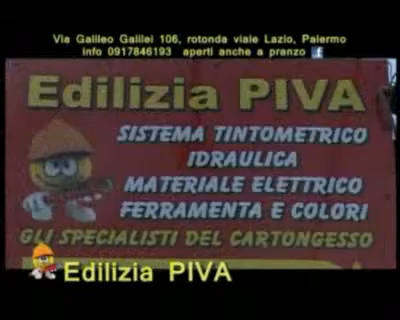 Via Galileo Galilei 106, rotonda viale Lazio, Palermo
info 0917846193 aperti anche a pranzo f
Edilizia PIVA
SISTEMA TINTOMETRICO
IDRAULICA
MATERIALE ELETTRICO
FERRAMENTA E COLORI
GLI SPECIALISTI DEL CARTONGESSO
Edilizia PIVA